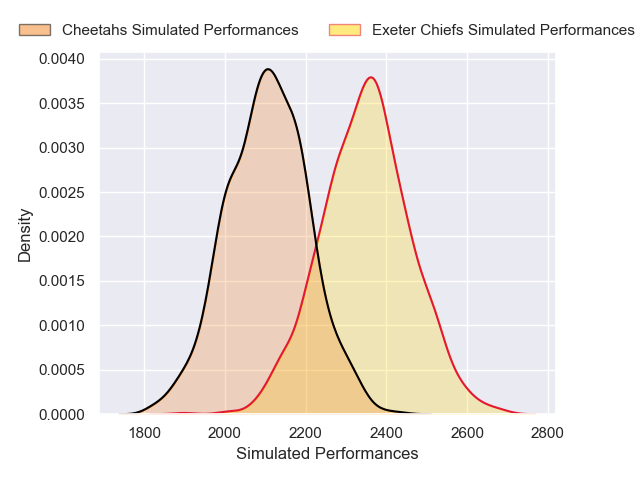 Cheetahs Simulated Performances Exeter Chiefs Simulated Performances
0.0040
0.0035
0.0030
0.0025
0.0020
0.0015
0.0010
0.0005
0.0000
Density
1800 2000 2200 2400 2600 2800
Simulated Performances